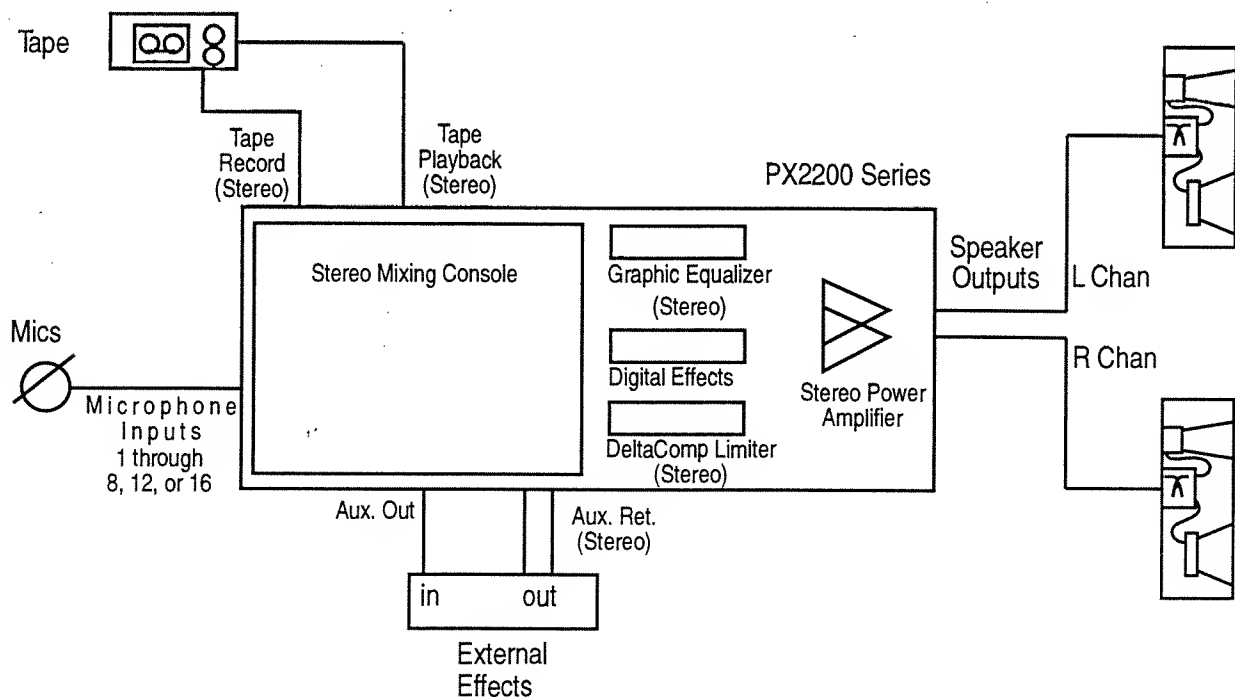 Tape
Tape
Record
(Stereo)
Tape
Playback
(Stereo)
PX2200 Series
Stereo Mixing Console
Graphic Equalizer
(Stereo)
Digital Effects
DeltaComp Limiter
(Stereo)
Stereo Power
Amplifier
Speaker
Outputs
L Chan
R Chan
Mics
Microphone
Inputs
1 through
8, 12, or 16
Aux. Out
Aux. Ret.
(Stereo)
in
out
External
Effects